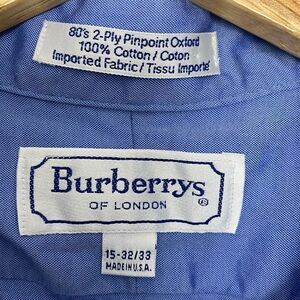 80's 2-Ply Pinpoint Oxford
100% Cotton / Coton
Imported Fabric / Tissu Importe'
Burberrys
OF LONDON ®
15-32/33
MADE IN U.S.A.